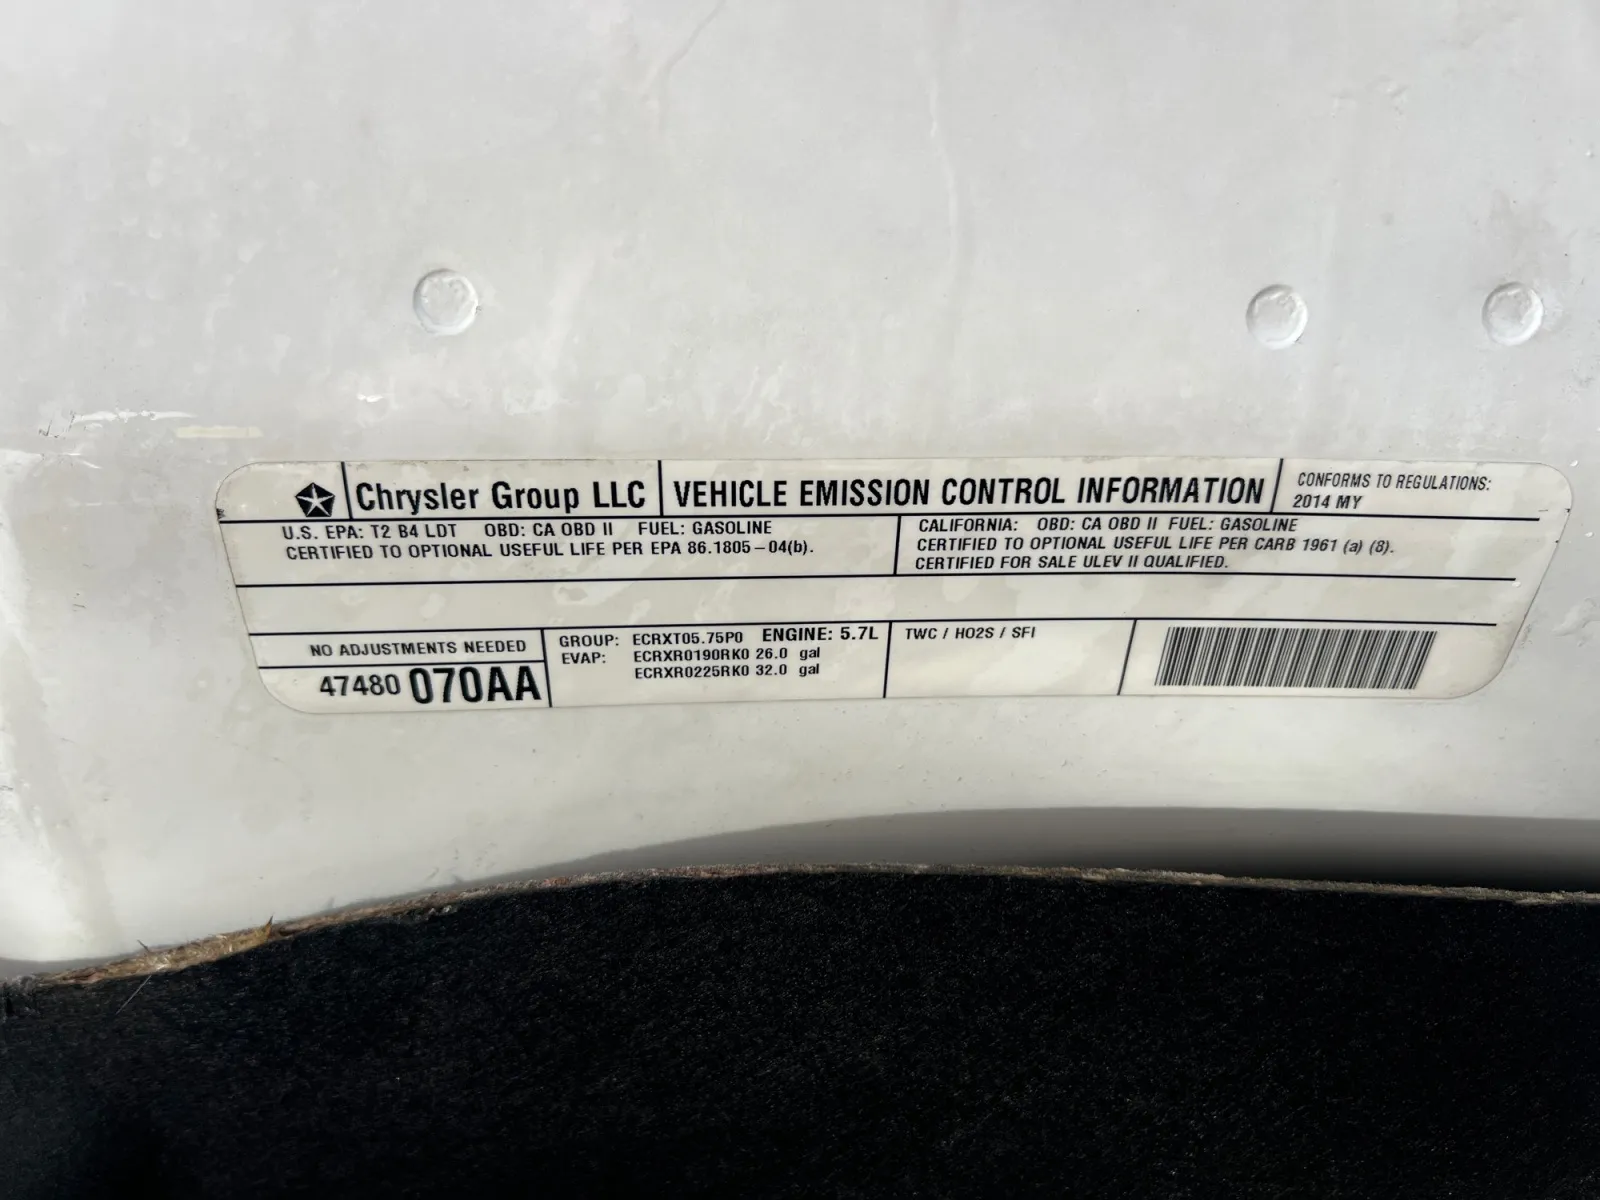 Chrysler Group LLC VEHICLE EMISSION CONTROL INFORMATION
CONFORMS TO REGULATIONS:
2014 MY
U.S. EPA: T2 B4 LDT OBD: CA OBD II FUEL: GASOLINE
CERTIFIED TO OPTIONAL USEFUL LIFE PER EPA 86.1805-04(b).
CALIFORNIA: OBD: CA OBD II FUEL: GASOLINE
CERTIFIED TO OPTIONAL USEFUL LIFE PER CARB 1961 (a) (8).
CERTIFIED FOR SALE ULEV II QUALIFIED.
NO ADJUSTMENTS NEEDED
47480 070AA
GROUP: ECRXT05.75P0 ENGINE: 5.7L
EVAP: ECRXR0190RK0 26.0 gal
ECRXR0225RK0 32.0 gal
TWC / HO2S / SFI